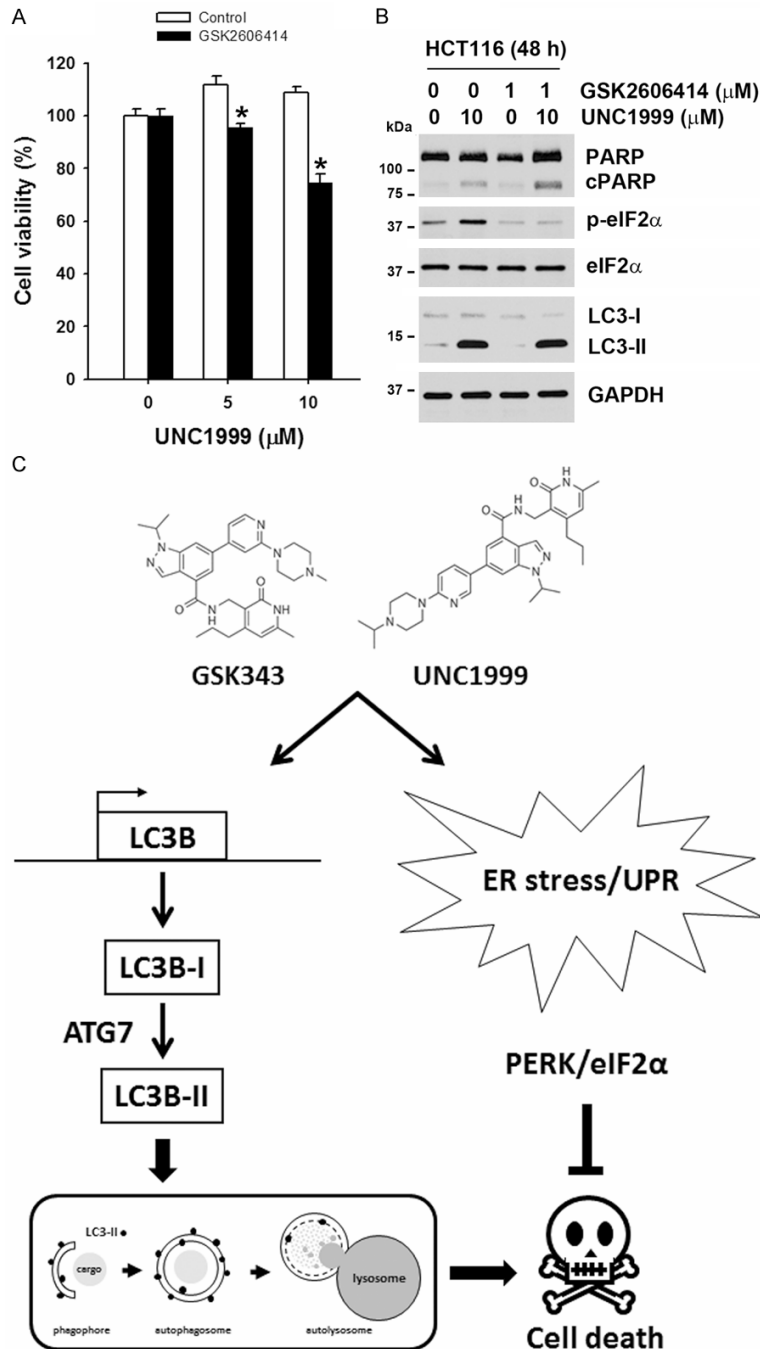 A
Control
GSK2606414
Cell viability (%)
120
100
80
60
40
20
0
*
*
0 5 10
UNC1999 (μM)
B
HCT116 (48 h)
0 0 1 1 GSK2606414 (μM)
0 10 0 10 UNC1999 (μM)
kDa
100
75
PARP
cPARP
37
p-eIF2α
37
eIF2α
LC3-I
15
LC3-II
37
GAPDH
C
N
N
N
N
N
O
N
H
O
NH
GSK343
O
H
N
O
N
H
N
N
N
N
N
UNC1999
LC3B
LC3B-I
ATG7
LC3B-II
ER stress/UPR
PERK/eIF2α
LC3-II
cargo
lysosome
phagophore autophagosome autolysosome
Cell death